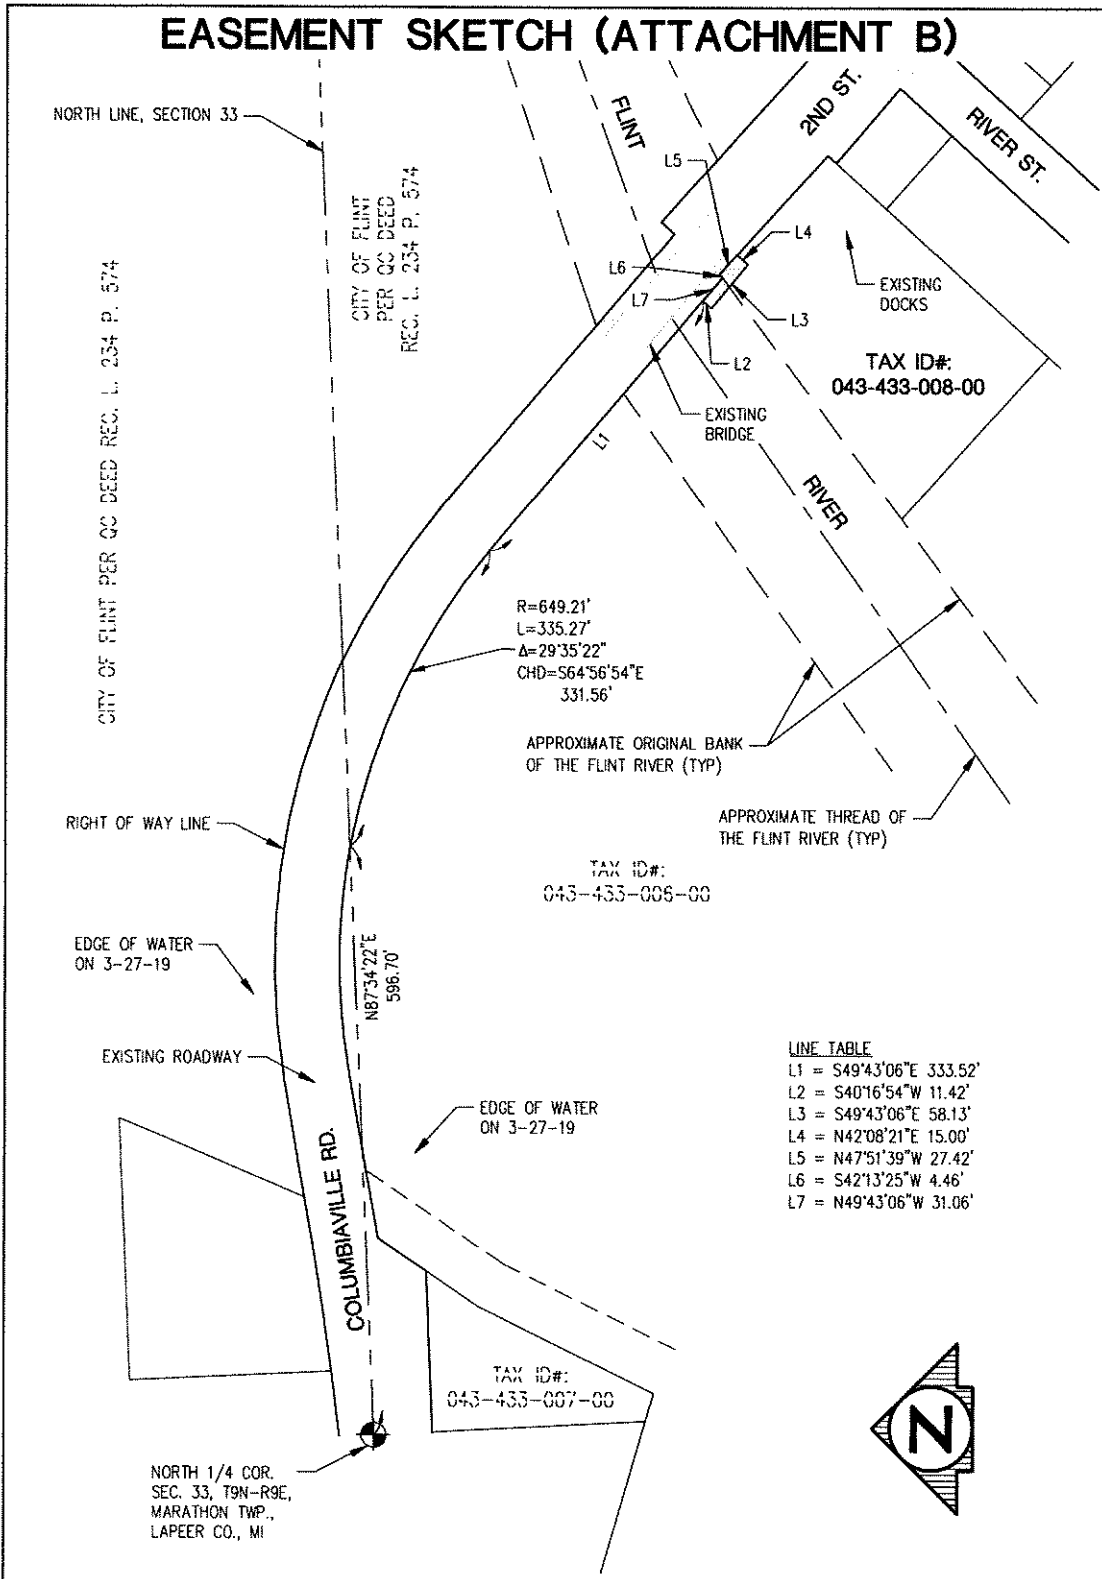 EASEMENT SKETCH (ATTACHMENT B)
NORTH LINE, SECTION 33
CITY OF FLINT PER QC DEED REC. L. 234 P. 574
CITY OF FLINT
PER QC DEED
REC. L. 234 P. 574
FLINT
2ND ST.
RIVER ST.
L5
L4
L6
L7
L3
L2
EXISTING
DOCKS
TAX ID#:
043-433-008-00
EXISTING
BRIDGE
L1
RIVER
R=649.21'
L=335.27'
Δ=29°35'22"
CHD=S64°56'54"E
331.56'
APPROXIMATE ORIGINAL BANK
OF THE FLINT RIVER (TYP)
APPROXIMATE THREAD OF
THE FLINT RIVER (TYP)
RIGHT OF WAY LINE
TAX ID#:
043-433-006-00
EDGE OF WATER
ON 3-27-19
N87°34'22"E
596.70'
EXISTING ROADWAY
EDGE OF WATER
ON 3-27-19
LINE TABLE
L1 = S49°43'06"E 333.52'
L2 = S40°16'54"W 11.42'
L3 = S49°43'06"E 58.13'
L4 = N42°08'21"E 15.00'
L5 = N47°51'39"W 27.42'
L6 = S42°13'25"W 4.46'
L7 = N49°43'06"W 31.06'
COLUMBIAVILLE RD.
TAX ID#:
043-433-007-00
NORTH 1/4 COR.
SEC. 33, T9N-R9E,
MARATHON TWP.,
LAPEER CO., MI
N